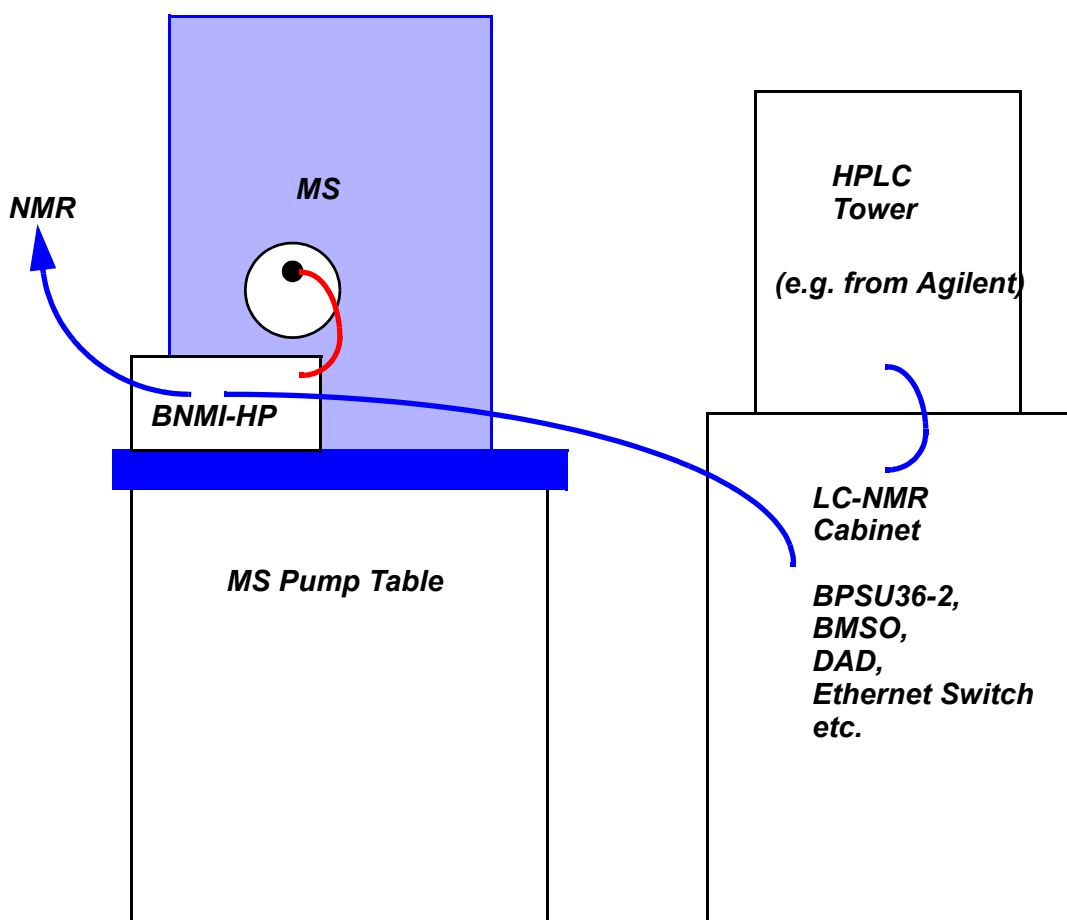 NMR
MS
BNMI-HP
MS Pump Table
HPLC
Tower
(e.g. from Agilent)
LC-NMR
Cabinet
BPSU36-2,
BMSO,
DAD,
Ethernet Switch
etc.